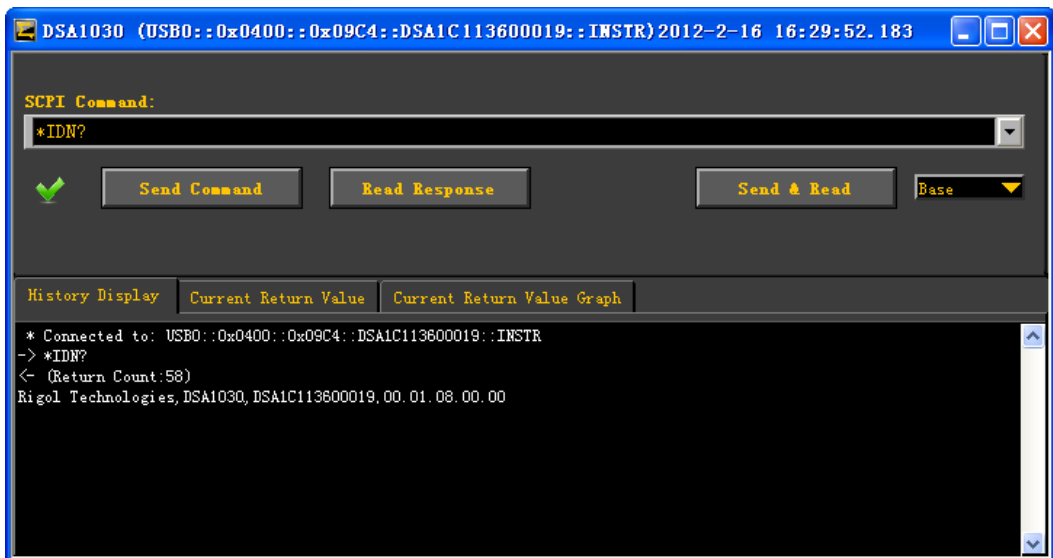 DSA1030 (USB0::0x0400::0x09C4::DSA1C113600019::INSTR)2012-2-16 16:29:52.183
SCPI Command:
*IDN?
Send Command Read Response Send & Read Base
History Display Current Return Value Current Return Value Graph
* Connected to: USB0::0x0400::0x09C4::DSA1C113600019::INSTR
-> *IDN?
<- (Return Count:58)
Rigol Technologies,DSA1030,DSA1C113600019,00.01.08.00.00